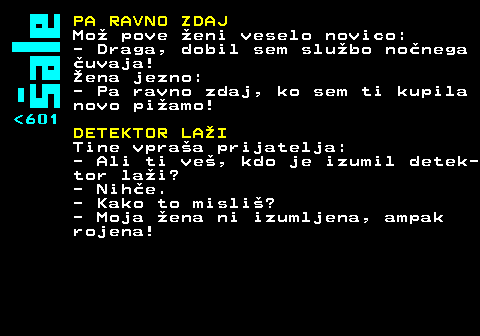 šale
<601
PA RAVNO ZDAJ
Mož pove ženi veselo novico:
- Draga, dobil sem službo nočnega
čuvaja!
Žena jezno:
- Pa ravno zdaj, ko sem ti kupila
novo pižamo!
DETEKTOR LAŽI
Tine vpraša prijatelja:
- Ali ti veš, kdo je izumil detek-
tor laži?
- Nihče.
- Kako to misliš?
- Moja žena ni izumljena, ampak
rojena!